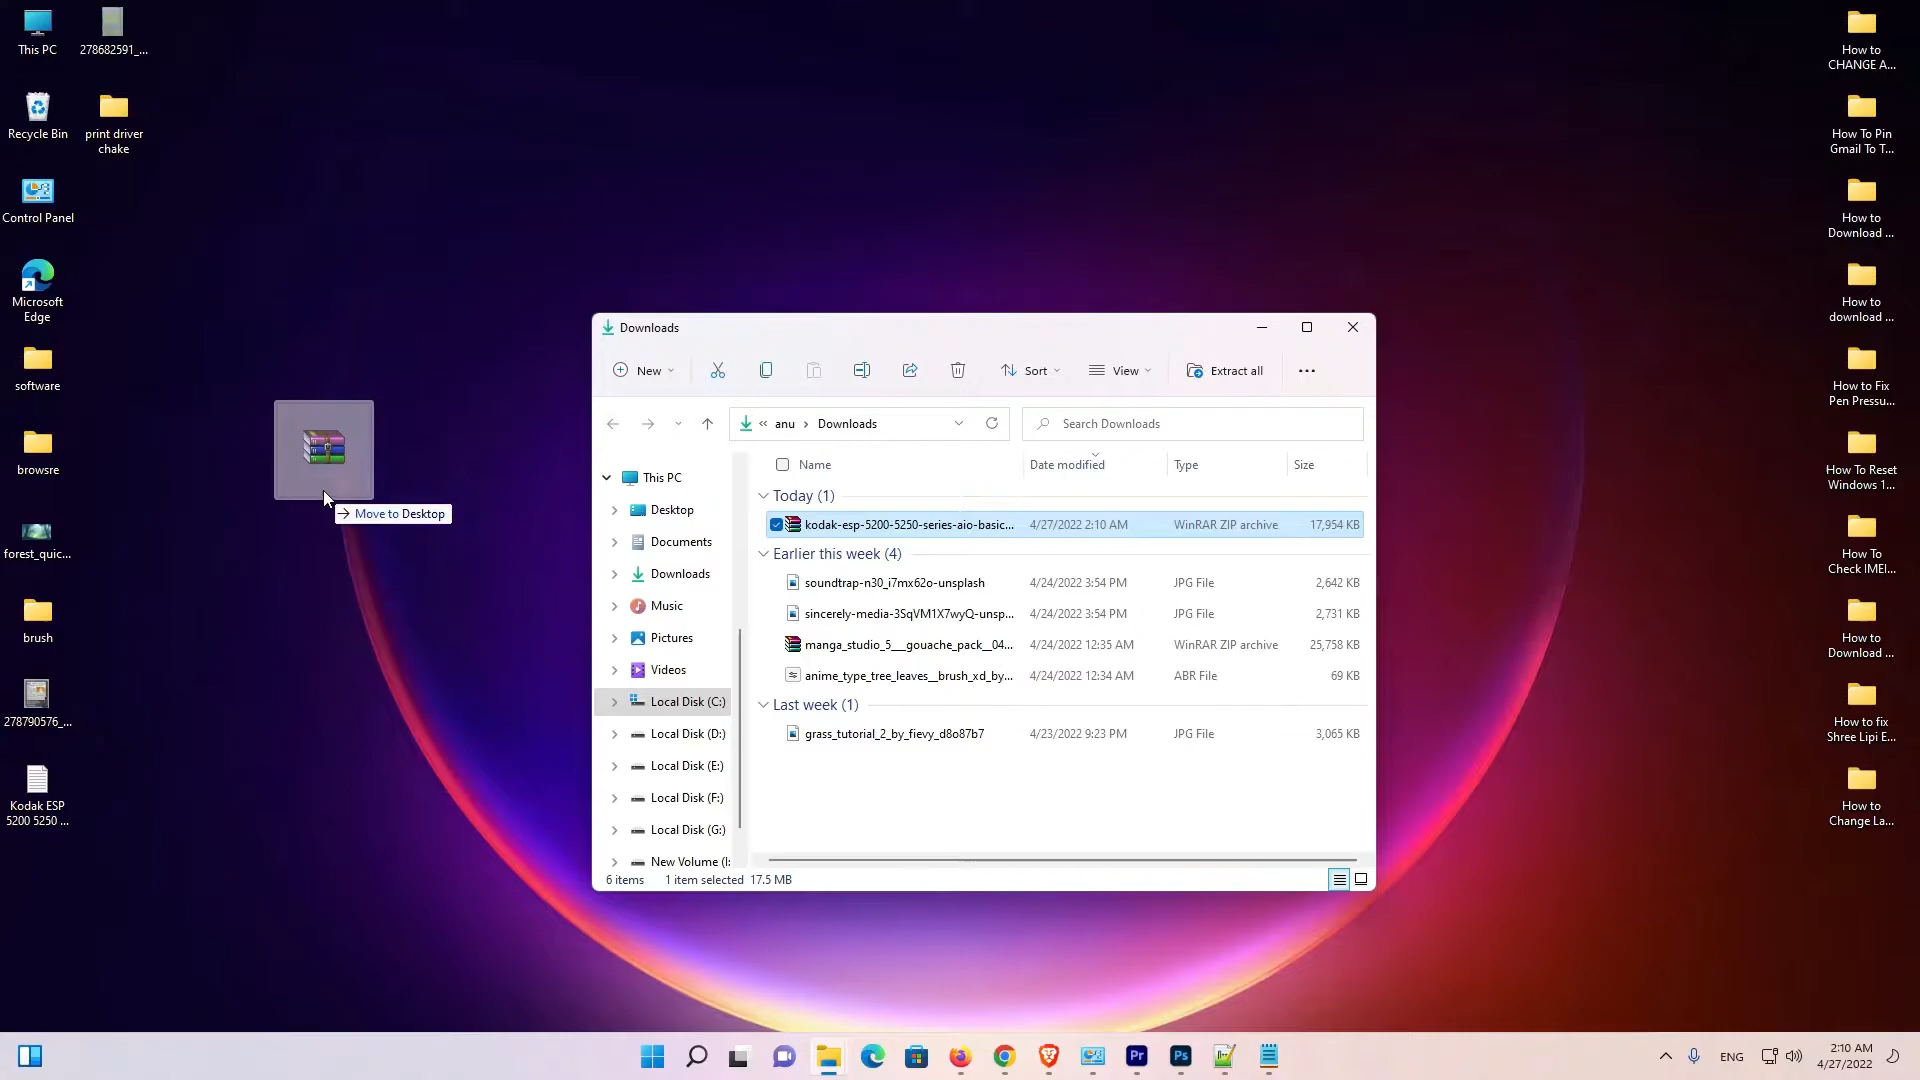 This PC
278682591_...
Recycle Bin
print driver
chake
Control Panel
Microsoft
Edge
software
browsre
forest_quic...
brush
278790576_...
Kodak ESP
5200 5250 ...
Move to Desktop
Downloads
New
Sort
View
Extract all
anu
Downloads
Search Downloads
This PC
Desktop
Documents
Downloads
Music
Pictures
Videos
Local Disk (C:)
Local Disk (D:)
Local Disk (E:)
Local Disk (F:)
Local Disk (G:)
New Volume (I:
Name Date modified Type Size
Today (1)
kodak-esp-5200-5250-series-aio-basic... 4/27/2022 2:10 AM WinRAR ZIP archive 17,954 KB
Earlier this week (4)
soundtrap-n30_i7mx62o-unsplash 4/24/2022 3:54 PM JPG File 2,642 KB
sincerely-media-3SqVM1X7wyQ-unsp... 4/24/2022 3:54 PM JPG File 2,731 KB
manga_studio_5___gouache_pack__04... 4/24/2022 12:35 AM WinRAR ZIP archive 25,758 KB
anime_type_tree_leaves__brush_xd_by... 4/24/2022 12:34 AM ABR File 69 KB
Last week (1)
grass_tutorial_2_by_fievy_d8o87b7 4/23/2022 9:23 PM JPG File 3,065 KB
6 items 1 item selected 17.5 MB
How to
CHANGE A...
How To Pin
Gmail To T...
How to
Download ...
How to
download ...
How to Fix
Pen Pressu...
How To Reset
Windows 1...
How To
Check IMEI...
How to
Download ...
How to fix
Shree Lipi E...
How to
Change La...
Pr
Ps
ENG
2:10 AM
4/27/2022